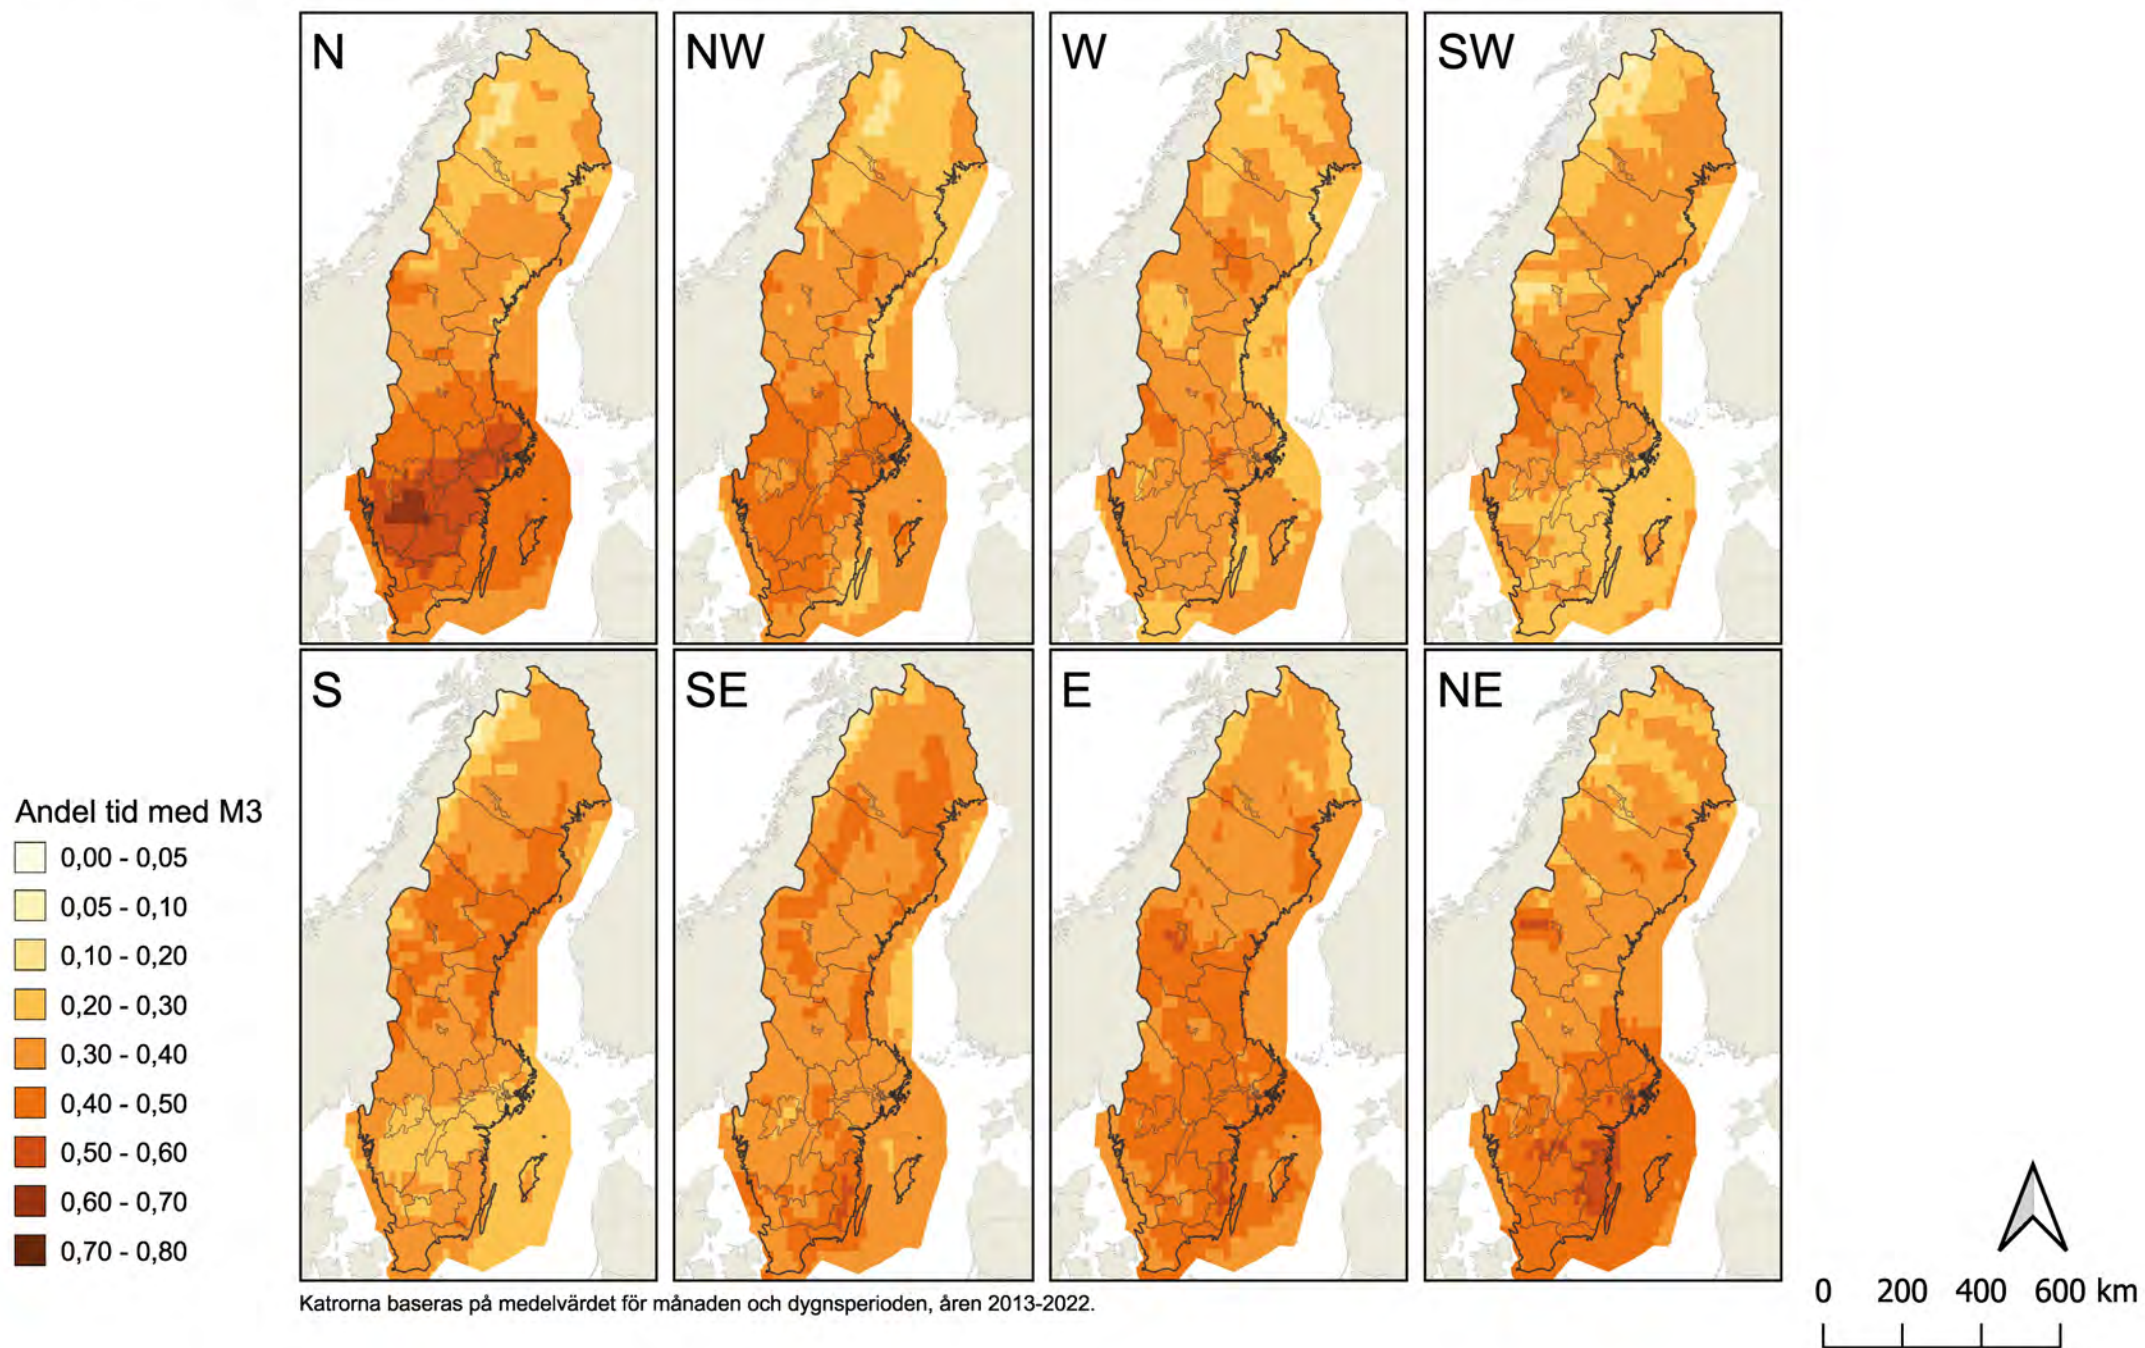 N
NW
W
SW
S
SE
E
NE
Andel tid med M3
0,00 - 0,05
0,05 - 0,10
0,10 - 0,20
0,20 - 0,30
0,30 - 0,40
0,40 - 0,50
0,50 - 0,60
0,60 - 0,70
0,70 - 0,80
Katrorna baseras på medelvärdet för månaden och dygnsperioden, åren 2013-2022.
0 200 400 600 km